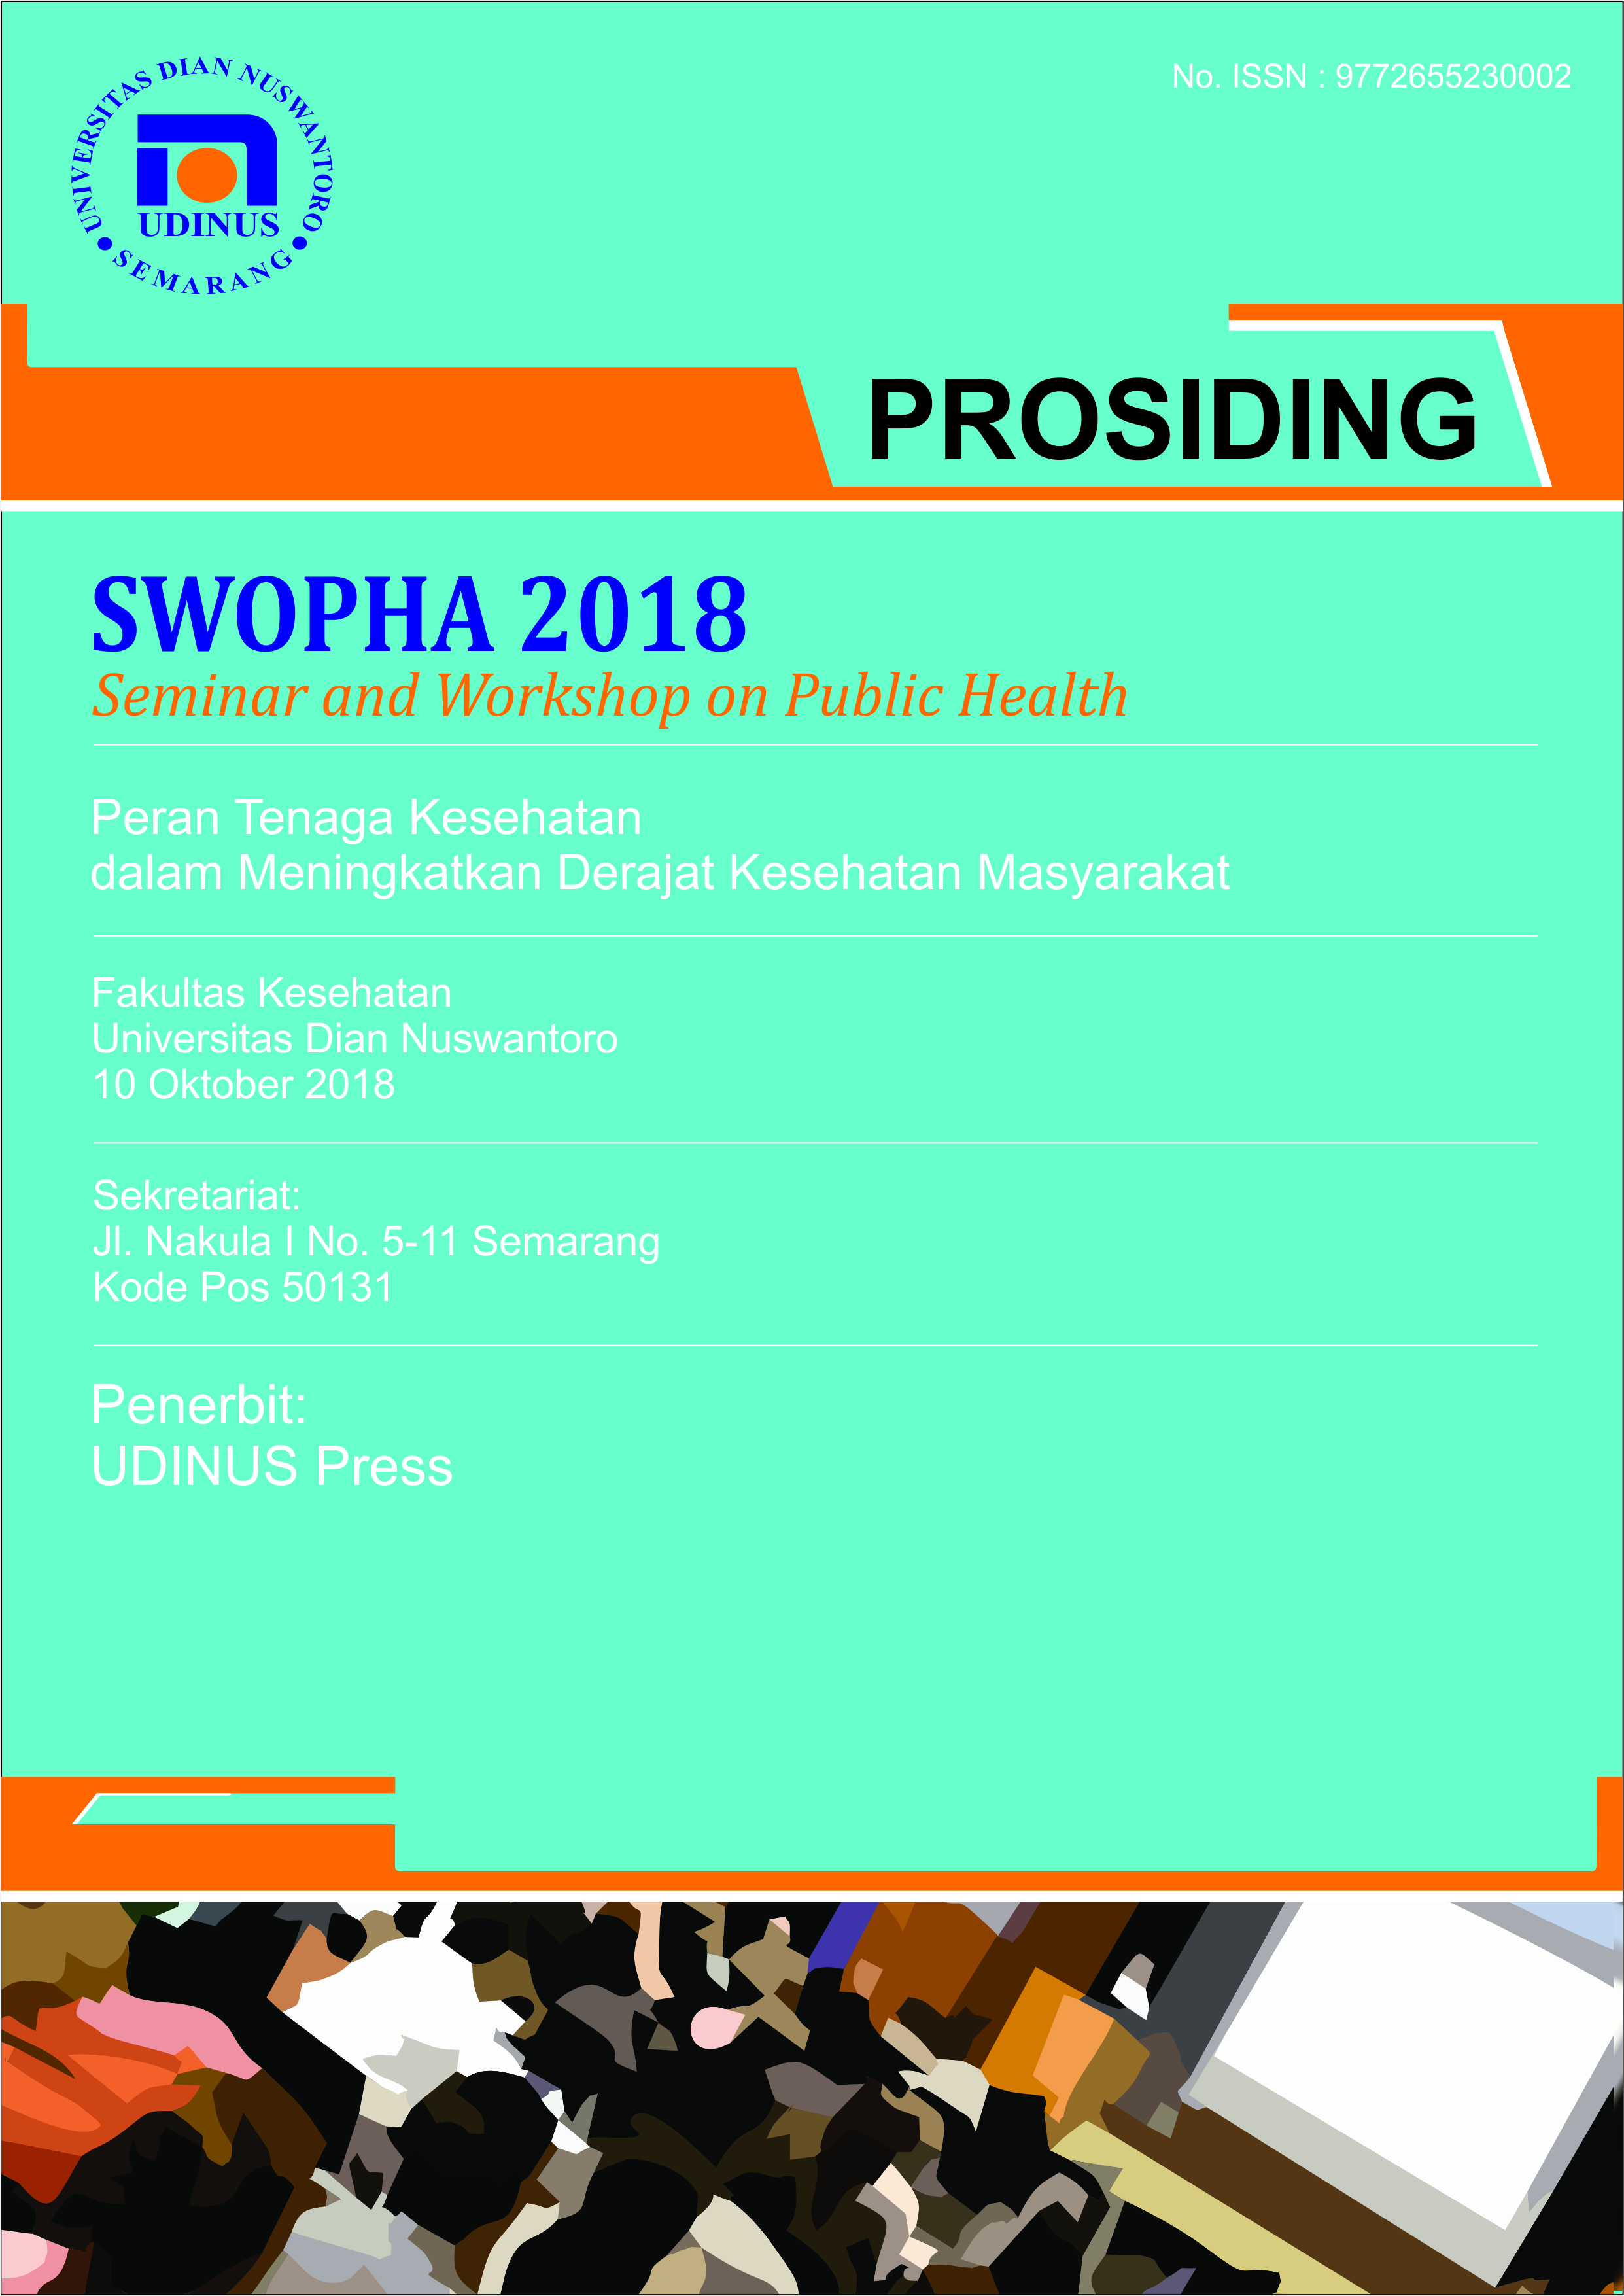 UNIVERSITAS DIAN NUSWANTORO
UDINUS
SEMARANG
No. ISSN : 9772655230002
PROSIDING
SWOPHA 2018
Seminar and Workshop on Public Health
Peran Tenaga Kesehatan
dalam Meningkatkan Derajat Kesehatan Masyarakat
Fakultas Kesehatan
Universitas Dian Nuswantoro
10 Oktober 2018
Sekretariat:
Jl. Nakula I No. 5-11 Semarang
Kode Pos 50131
Penerbit:
UDINUS Press